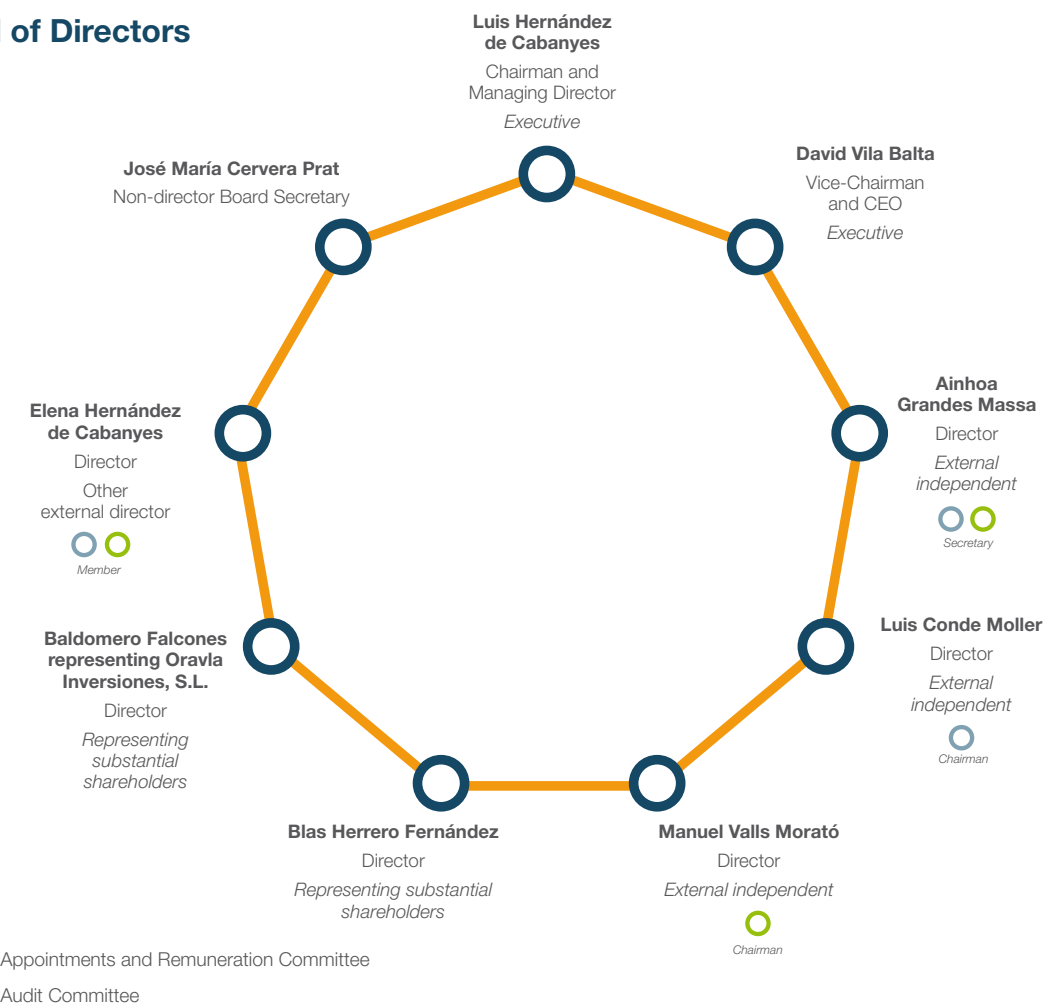 of Directors
Luis Hernández
de Cabanyes
Chairman and
Managing Director
Executive
David Vila Balta
Vice-Chairman
and CEO
Executive
Ainhoa
Grandes Massa
Director
External
independent
Secretary
Luis Conde Moller
Director
External
independent
Chairman
Manuel Valls Morató
Director
External independent
Chairman
Blas Herrero Fernández
Director
Representing substantial
shareholders
Baldomero Falcones
representing Oravla
Inversiones, S.L.
Director
Representing
substantial
shareholders
Elena Hernández
de Cabanyes
Director
Other
external director
Member
José María Cervera Prat
Non-director Board Secretary
Appointments and Remuneration Committee
Audit Committee